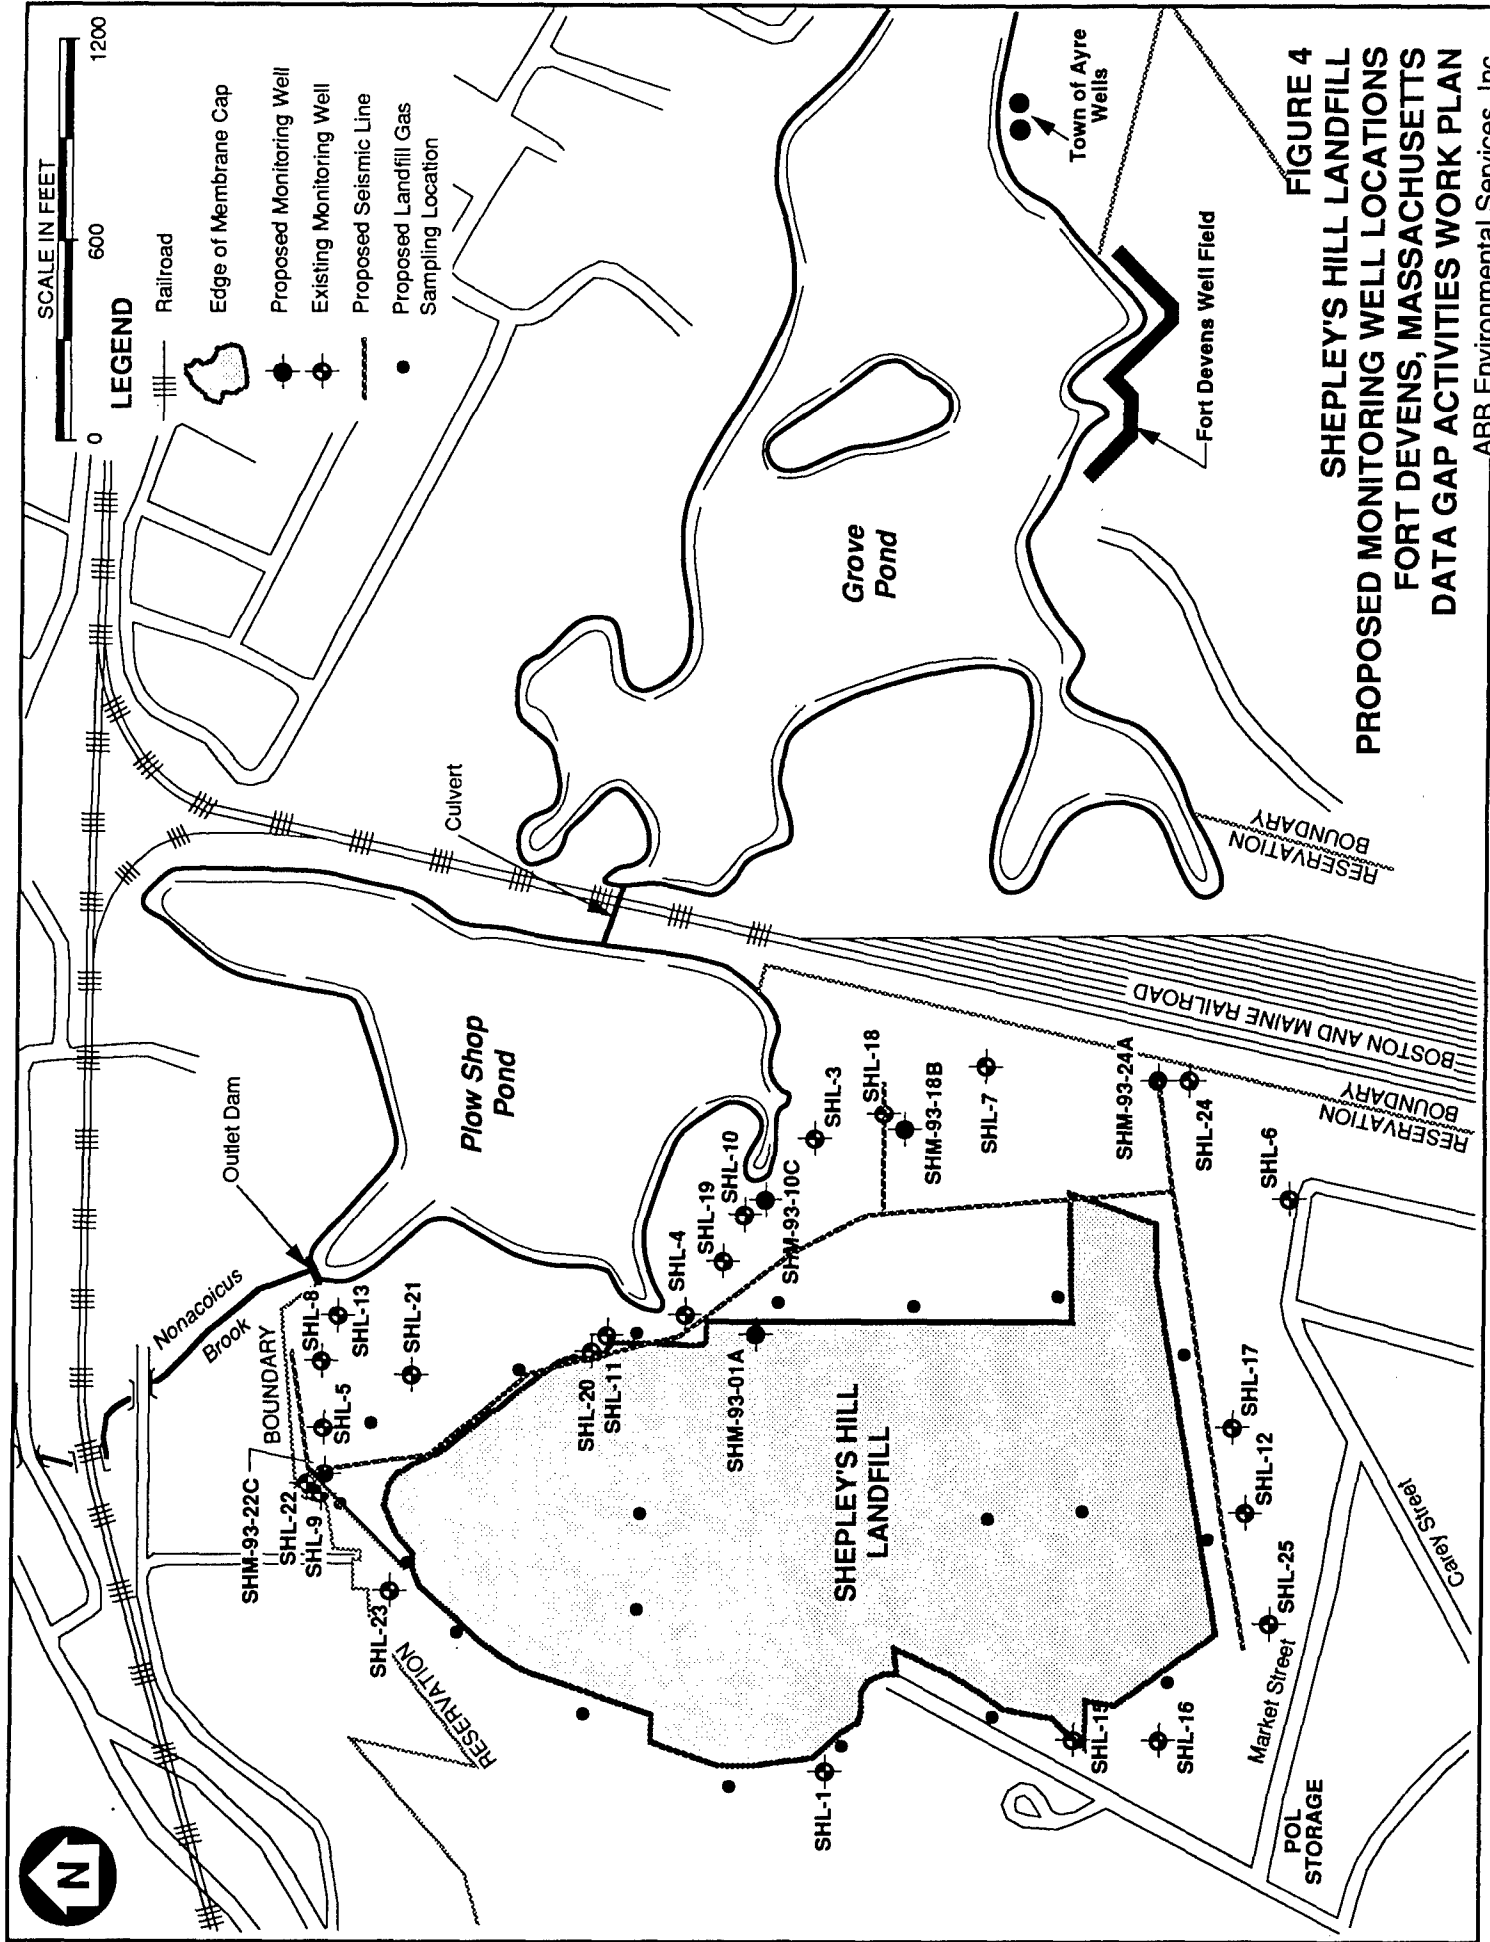 SCALE IN FEET
0
600
1200
LEGEND
Railroad
Edge of Membrane Cap
Proposed Monitoring Well
Existing Monitoring Well
Proposed Seismic Line
Proposed Landfill Gas
Sampling Location
N
Nonacoicus
Brook
Outlet Dam
Culvert
Plow Shop
Pond
Grove
Pond
Town of Ayre
Wells
Fort Devens Well Field
BOUNDARY
RESERVATION
SHM-93-22C
SHL-22
SHL-9
SHL-23
SHL-5
SHL-8
SHL-13
SHL-21
SHL-20
SHL-11
SHL-4
SHL-19
SHL-10
SHM-93-10C
SHL-3
SHL-18
SHM-93-18B
SHL-7
SHM-93-24A
SHL-24
SHL-6
SHM-93-01A
SHEPLEY'S HILL
LANDFILL
SHL-1
SHL-15
SHL-16
SHL-25
SHL-12
SHL-17
Market Street
Carey Street
POL
STORAGE
BOSTON AND MAINE RAILROAD
RESERVATION
BOUNDARY
RESERVATION
BOUNDARY
FIGURE 4
SHEPLEY'S HILL LANDFILL
PROPOSED MONITORING WELL LOCATIONS
FORT DEVENS, MASSACHUSETTS
DATA GAP ACTIVITIES WORK PLAN
ABB Environmental Services, Inc.